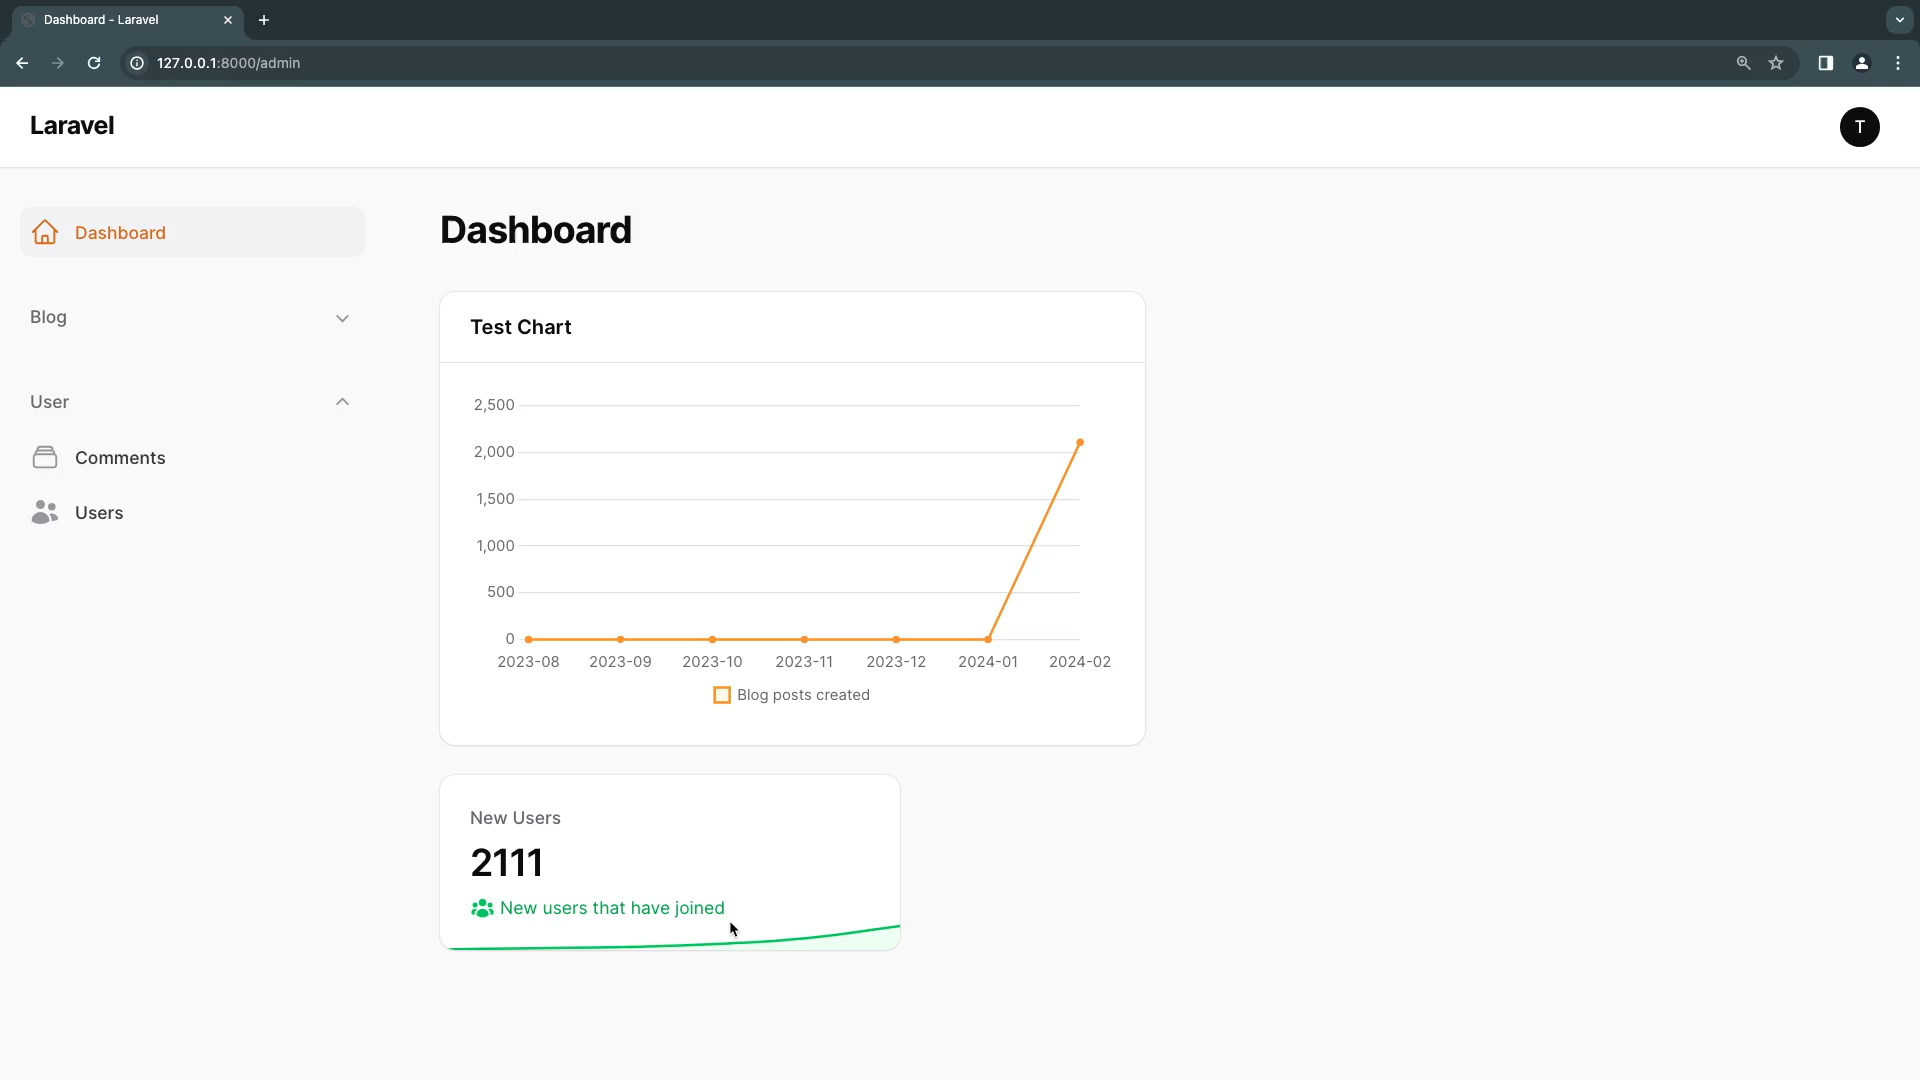 Dashboard - Laravel
127.0.0.1:8000/admin
Laravel
T
Dashboard
Blog
User
Comments
Users
Dashboard
Test Chart
2,500
2,000
1,500
1,000
500
0
2023-08 2023-09 2023-10 2023-11 2023-12 2024-01 2024-02
Blog posts created
New Users
2111
New users that have joined